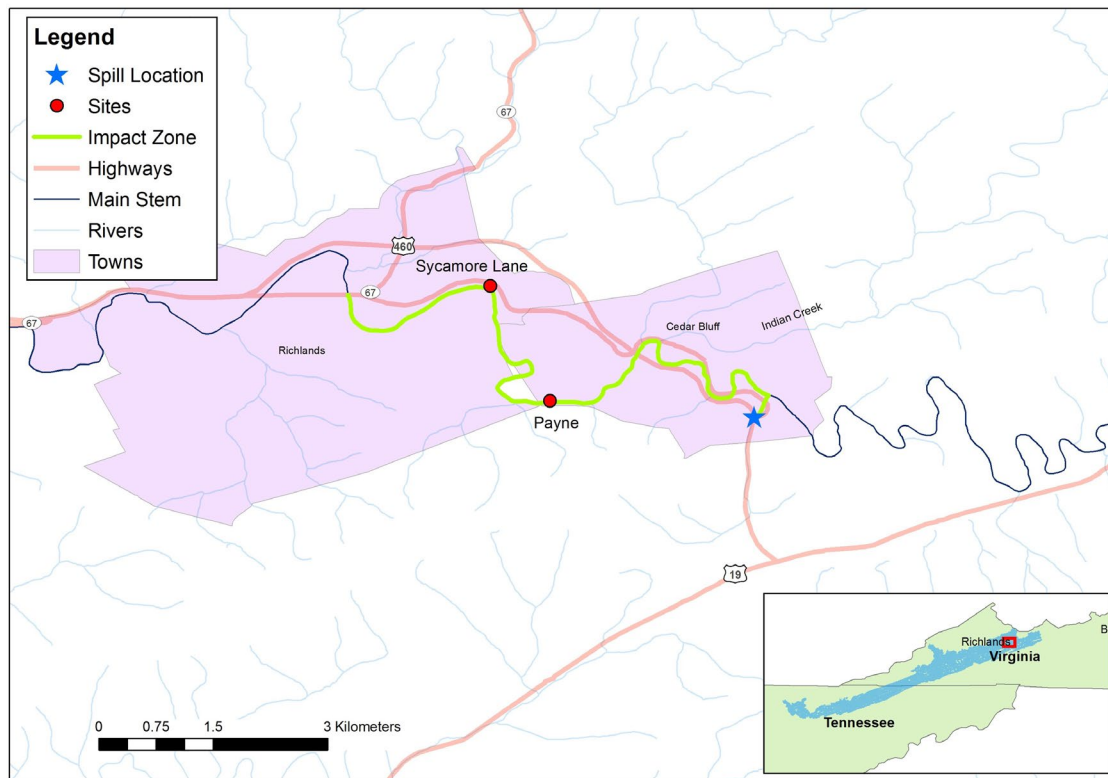 Legend
Spill Location
Sites
Impact Zone
Highways
Main Stem
Rivers
Towns
67
460
Sycamore Lane
67
67
Cedar Bluff
Indian Creek
Richlands
Payne
19
0 0.75 1.5 3 Kilometers
B
Richlands
Virginia
Tennessee